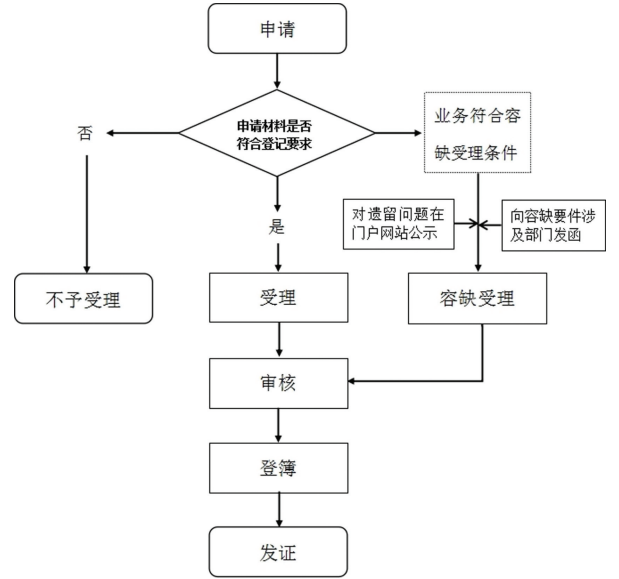 申请
申请材料是否
符合登记要求
否
业务符合容
缺受理条件
是
对遗留问题在
门户网站公示
向容缺要件涉
及部门发函
不予受理
受理
容缺受理
审核
登簿
发证